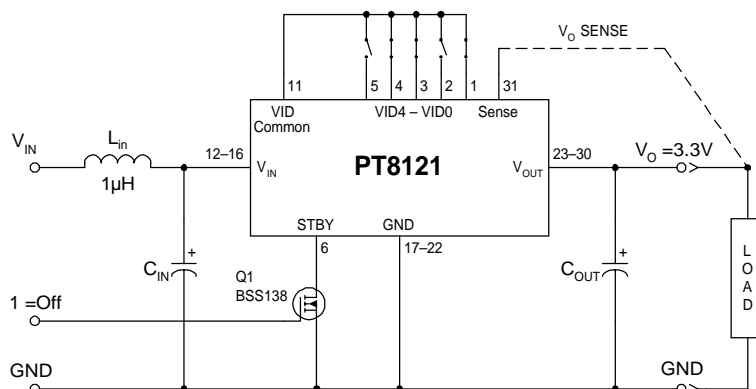 V_O SENSE
11
5
4
3
2
1
31
VID
Common
VID4 – VID0
Sense
V_IN
L_in
1µH
12–16
V_IN
PT8121
V_OUT
23–30
V_O =3.3V
STBY
GND
6
17–22
C_IN
+
Q1
BSS138
C_OUT
+
L
O
A
D
1 =Off
GND
GND